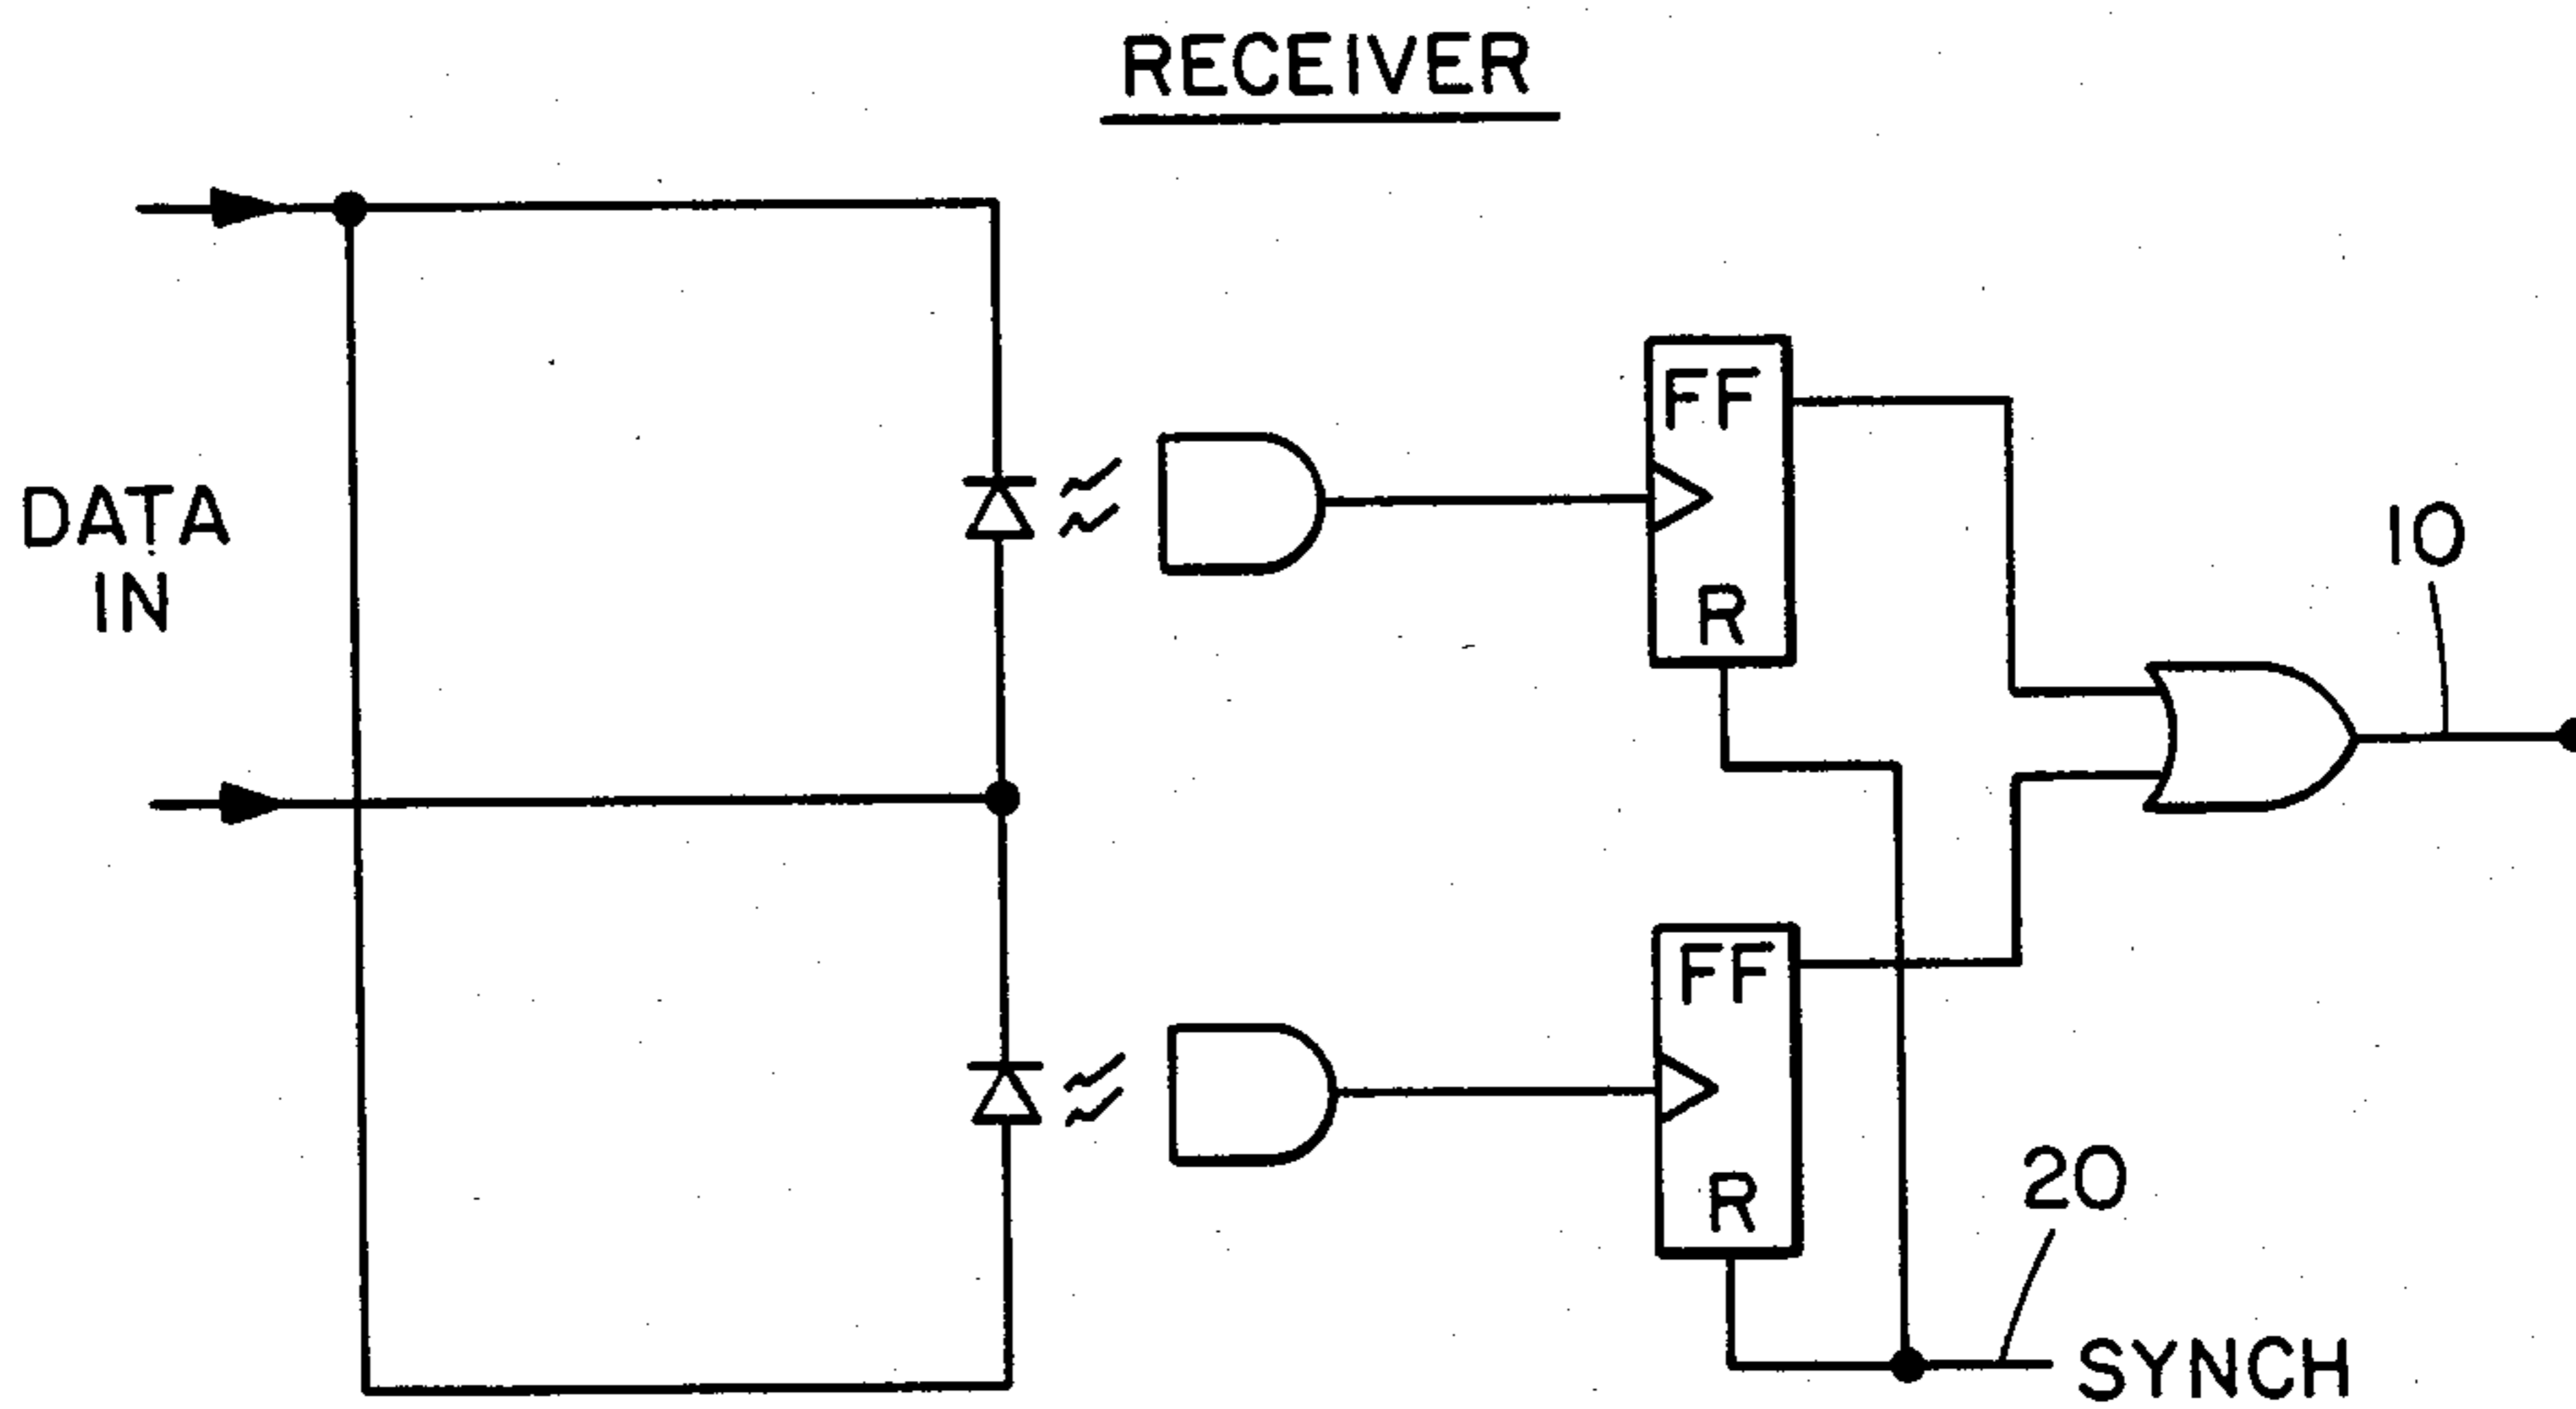 RECEIVER
DATA
IN
FF
R
10
FF
R
20
SYNCH